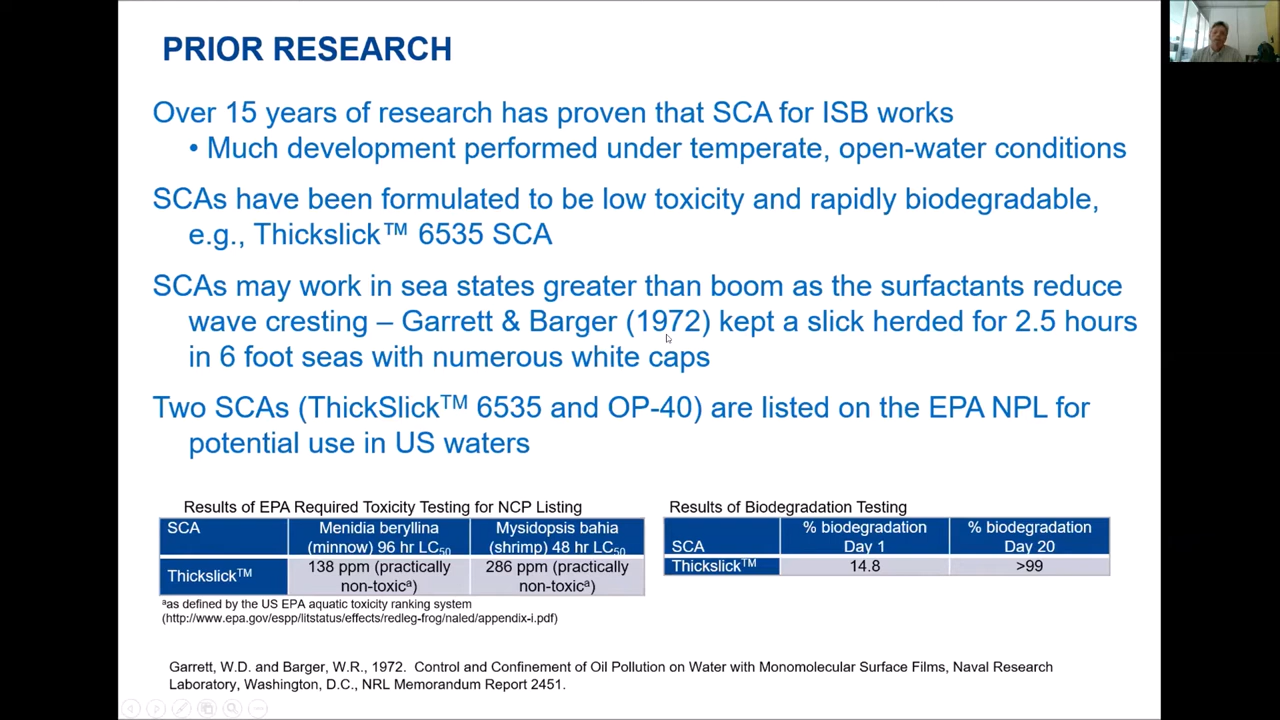 PRIOR RESEARCH
Over 15 years of research has proven that SCA for ISB works
• Much development performed under temperate, open-water conditions
SCAs have been formulated to be low toxicity and rapidly biodegradable,
e.g., Thickslick™ 6535 SCA
SCAs may work in sea states greater than boom as the surfactants reduce
wave cresting – Garrett & Barger (1972) kept a slick herded for 2.5 hours
in 6 foot seas with numerous white caps
Two SCAs (ThickSlick™ 6535 and OP-40) are listed on the EPA NPL for
potential use in US waters
Results of EPA Required Toxicity Testing for NCP Listing
SCA
Menidia beryllina
(minnow) 96 hr LC50
Mysidopsis bahia
(shrimp) 48 hr LC50
Thickslick™
138 ppm (practically
non-toxicᵃ)
286 ppm (practically
non-toxicᵃ)
ᵃas defined by the US EPA aquatic toxicity ranking system
(http://www.epa.gov/espp/litstatus/effects/redleg-frog/naled/appendix-i.pdf)
Results of Biodegradation Testing
SCA
% biodegradation
Day 1
% biodegradation
Day 20
Thickslick™
14.8
>99
Garrett, W.D. and Barger, W.R., 1972. Control and Confinement of Oil Pollution on Water with Monomolecular Surface Films, Naval Research
Laboratory, Washington, D.C., NRL Memorandum Report 2451.